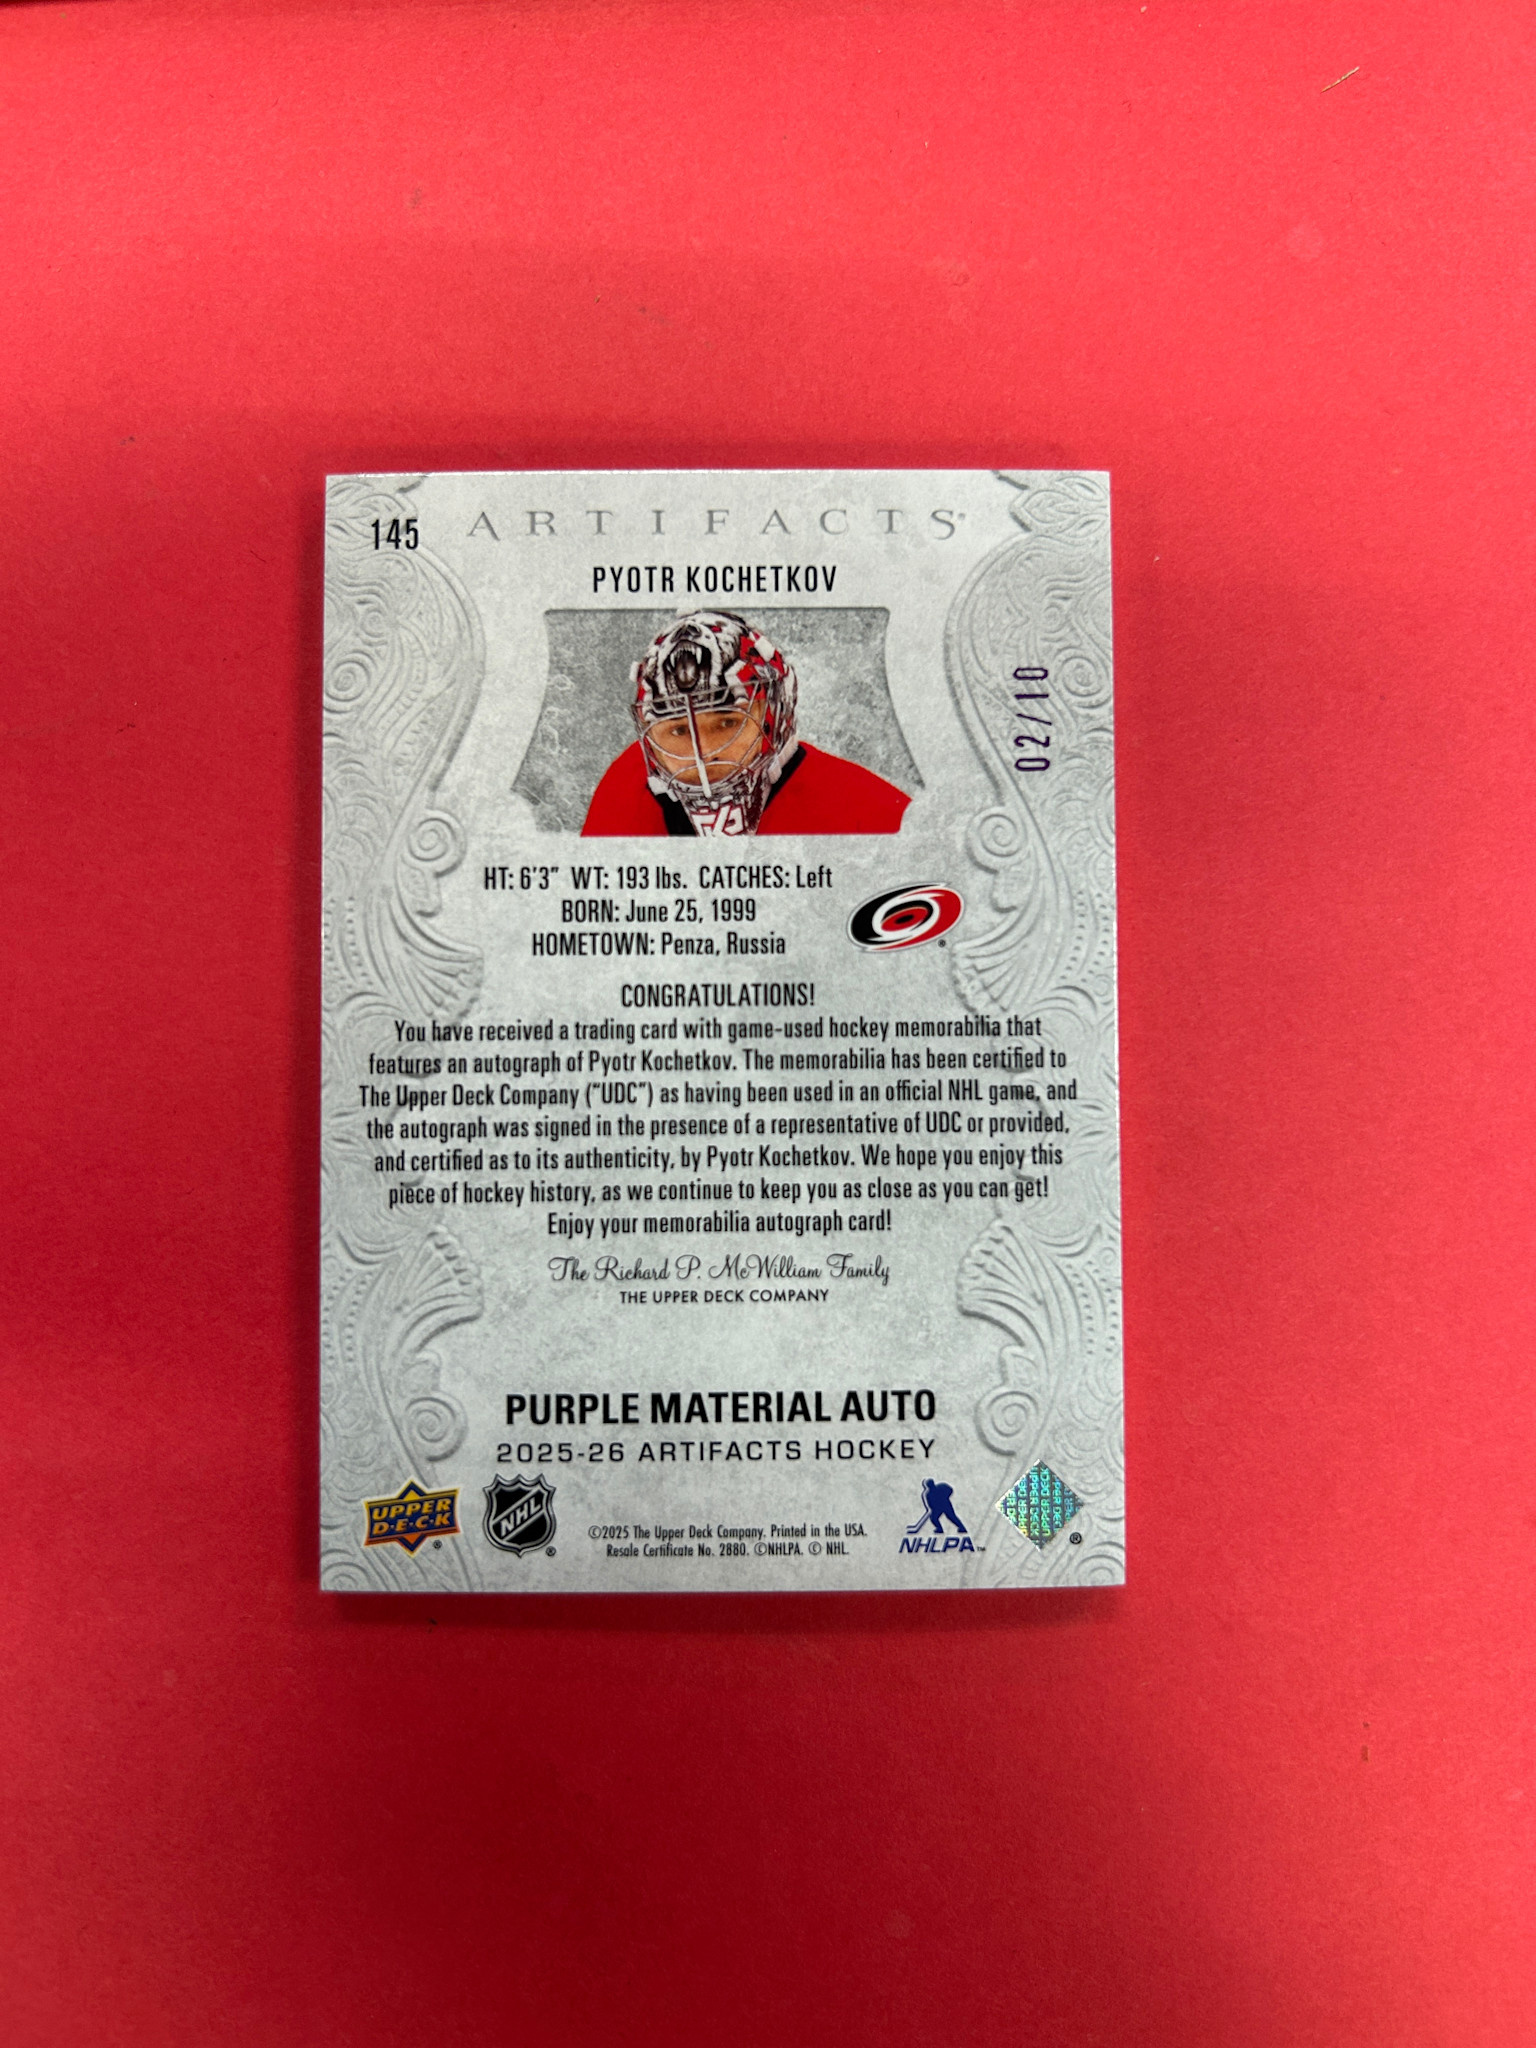 145
ARTIFACTS
PYOTR KOCHETKOV
02/10
HT: 6'3" WT: 193 lbs. CATCHES: Left
BORN: June 25, 1999
HOMETOWN: Penza, Russia
®
CONGRATULATIONS!
You have received a trading card with game-used hockey memorabilia that
features an autograph of Pyotr Kochetkov. The memorabilia has been certified to
The Upper Deck Company ("UDC") as having been used in an official NHL game, and
the autograph was signed in the presence of a representative of UDC or provided,
and certified as to its authenticity, by Pyotr Kochetkov. We hope you enjoy this
piece of hockey history, as we continue to keep you as close as you can get!
Enjoy your memorabilia autograph card!
The Richard P. McWilliam Family
THE UPPER DECK COMPANY
PURPLE MATERIAL AUTO
2025-26 ARTIFACTS HOCKEY
UPPER
D·E·C·K ®
NHL ®
©2025 The Upper Deck Company. Printed in the USA.
Resale Certificate No. 2880. ©NHLPA. © NHL.
NHLPA™
UPPER DECK
®